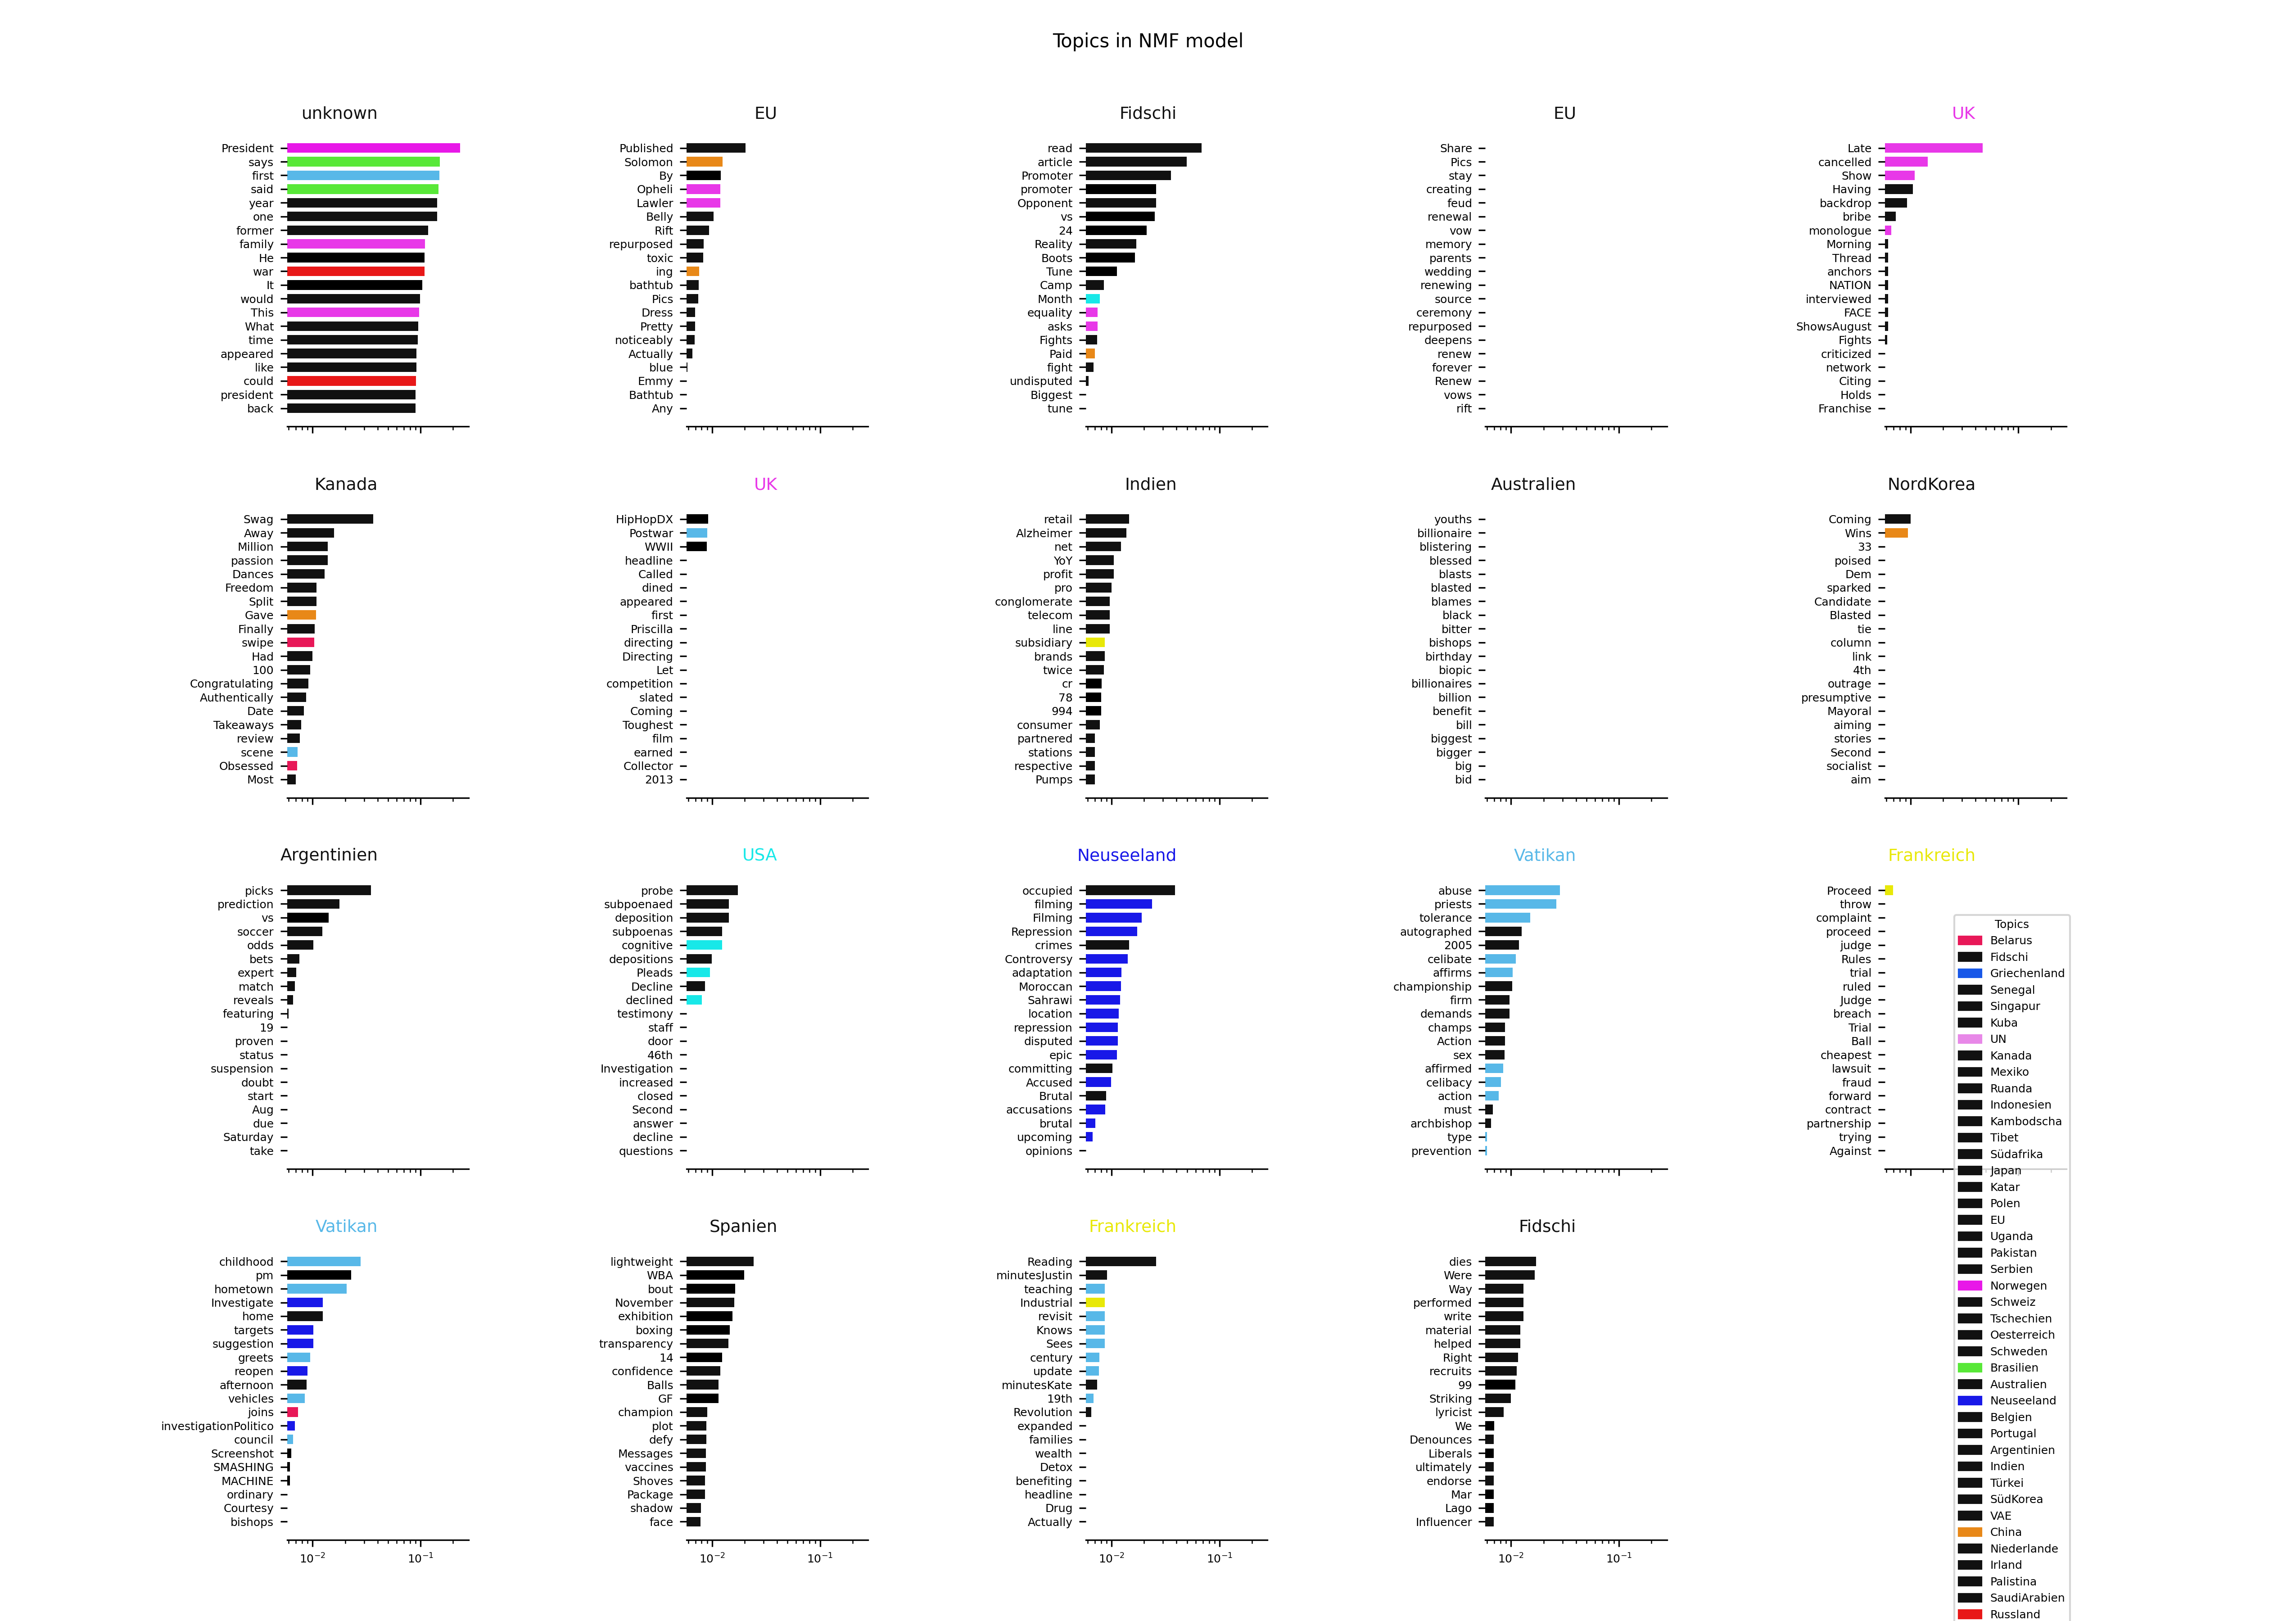 Topics in NMF model
unknown
President
says
first
said
year
one
former
family
He
war
It
would
This
What
time
appeared
like
could
president
back
EU
Published
Solomon
By
Opheli
Lawler
Belly
Rift
repurposed
toxic
ing
bathtub
Pics
Dress
Pretty
noticeably
Actually
blue
Emmy
Bathtub
Any
Fidschi
read
article
Promoter
promoter
Opponent
vs
24
Reality
Boots
Tune
Camp
Month
equality
asks
Fights
Paid
fight
undisputed
Biggest
tune
EU
Share
Pics
stay
creating
feud
renewal
vow
memory
parents
wedding
renewing
source
ceremony
repurposed
deepens
renew
forever
Renew
vows
rift
UK
Late
cancelled
Show
Having
backdrop
bribe
monologue
Morning
Thread
anchors
NATION
interviewed
FACE
ShowsAugust
Fights
criticized
network
Citing
Holds
Franchise
Kanada
Swag
Away
Million
passion
Dances
Freedom
Split
Gave
Finally
swipe
Had
100
Congratulating
Authentically
Date
Takeaways
review
scene
Obsessed
Most
UK
HipHopDX
Postwar
WWII
headline
Called
dined
appeared
first
Priscilla
directing
Directing
Let
competition
slated
Coming
Toughest
film
earned
Collector
2013
Indien
retail
Alzheimer
net
YoY
profit
pro
conglomerate
telecom
line
subsidiary
brands
twice
cr
78
994
consumer
partnered
stations
respective
Pumps
Australien
youths
billionaire
blistering
blessed
blasts
blasted
blames
black
bitter
bishops
birthday
biopic
billionaires
billion
benefit
bill
biggest
bigger
big
bid
NordKorea
Coming
Wins
33
poised
Dem
sparked
Candidate
Blasted
tie
column
link
4th
outrage
presumptive
Mayoral
aiming
stories
Second
socialist
aim
Argentinien
picks
prediction
vs
soccer
odds
bets
expert
match
reveals
featuring
19
proven
status
suspension
doubt
start
Aug
due
Saturday
take
USA
probe
subpoenaed
deposition
subpoenas
cognitive
depositions
Pleads
Decline
declined
testimony
staff
door
46th
Investigation
increased
closed
Second
answer
decline
questions
Neuseeland
occupied
filming
Filming
Repression
crimes
Controversy
adaptation
Moroccan
Sahrawi
location
repression
disputed
epic
committing
Accused
Brutal
accusations
brutal
upcoming
opinions
Vatikan
abuse
priests
tolerance
autographed
2005
celibate
affirms
championship
firm
demands
champs
Action
sex
affirmed
celibacy
action
must
archbishop
type
prevention
Frankreich
Proceed
throw
complaint
proceed
judge
Rules
trial
ruled
Judge
breach
Trial
Ball
cheapest
lawsuit
fraud
forward
contract
partnership
trying
Against
Vatikan
childhood
pm
hometown
Investigate
home
targets
suggestion
greets
reopen
afternoon
vehicles
joins
investigationPolitico
council
Screenshot
SMASHING
MACHINE
ordinary
Courtesy
bishops
10⁻² 10⁻¹
Spanien
lightweight
WBA
bout
November
exhibition
boxing
transparency
14
confidence
Balls
GF
champion
plot
defy
Messages
vaccines
Shoves
Package
shadow
face
10⁻² 10⁻¹
Frankreich
Reading
minutesJustin
teaching
Industrial
revisit
Knows
Sees
century
update
minutesKate
19th
Revolution
expanded
families
wealth
Detox
benefiting
headline
Drug
Actually
10⁻² 10⁻¹
Fidschi
dies
Were
Way
performed
write
material
helped
Right
recruits
99
Striking
lyricist
We
Denounces
Liberals
ultimately
endorse
Mar
Lago
Influencer
10⁻² 10⁻¹
Topics
Belarus
Fidschi
Griechenland
Senegal
Singapur
Kuba
UN
Kanada
Mexiko
Ruanda
Indonesien
Kambodscha
Tibet
Südafrika
Japan
Katar
Polen
EU
Uganda
Pakistan
Serbien
Norwegen
Schweiz
Tschechien
Oesterreich
Schweden
Brasilien
Australien
Neuseeland
Belgien
Portugal
Argentinien
Indien
Türkei
SüdKorea
VAE
China
Niederlande
Irland
Palistina
SaudiArabien
Russland